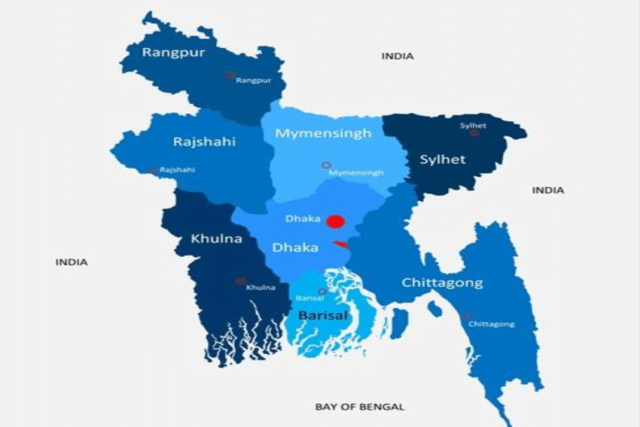 Rangpur
INDIA
Rangpur
Sylhet
Mymensingh
Rajshahi
Sylhet
Rajshahi
Mymensingh
INDIA
Dhaka
Khulna
Dhaka
INDIA
Chittagong
Khulna
Barisal
Barisal
Chittagong
BAY OF BENGAL